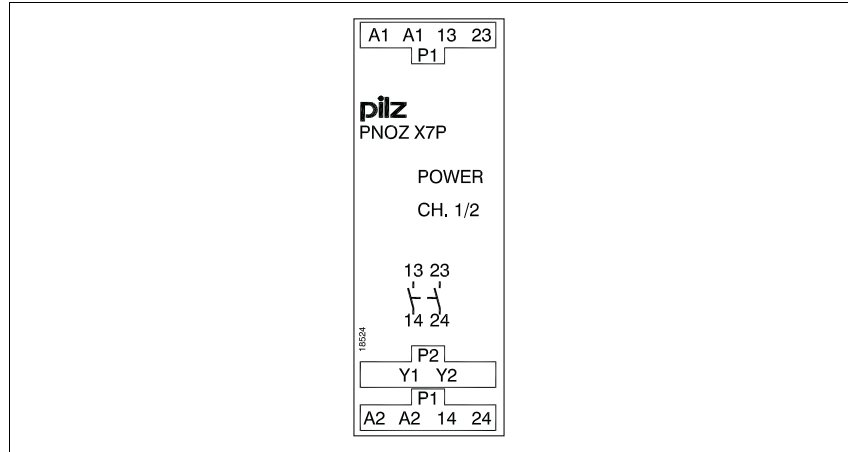 A1 A1 13 23
P1
pilz
PNOZ X7P
POWER
CH. 1/2
13 23
14 24
18524
P2
Y1 Y2
P1
A2 A2 14 24